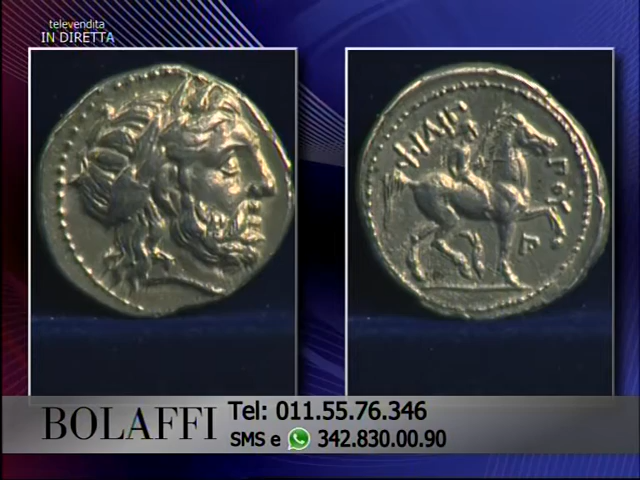 televendita
IN DIRETTA
BOLAFFI
Tel: 011.55.76.346
SMS e 342.830.00.90